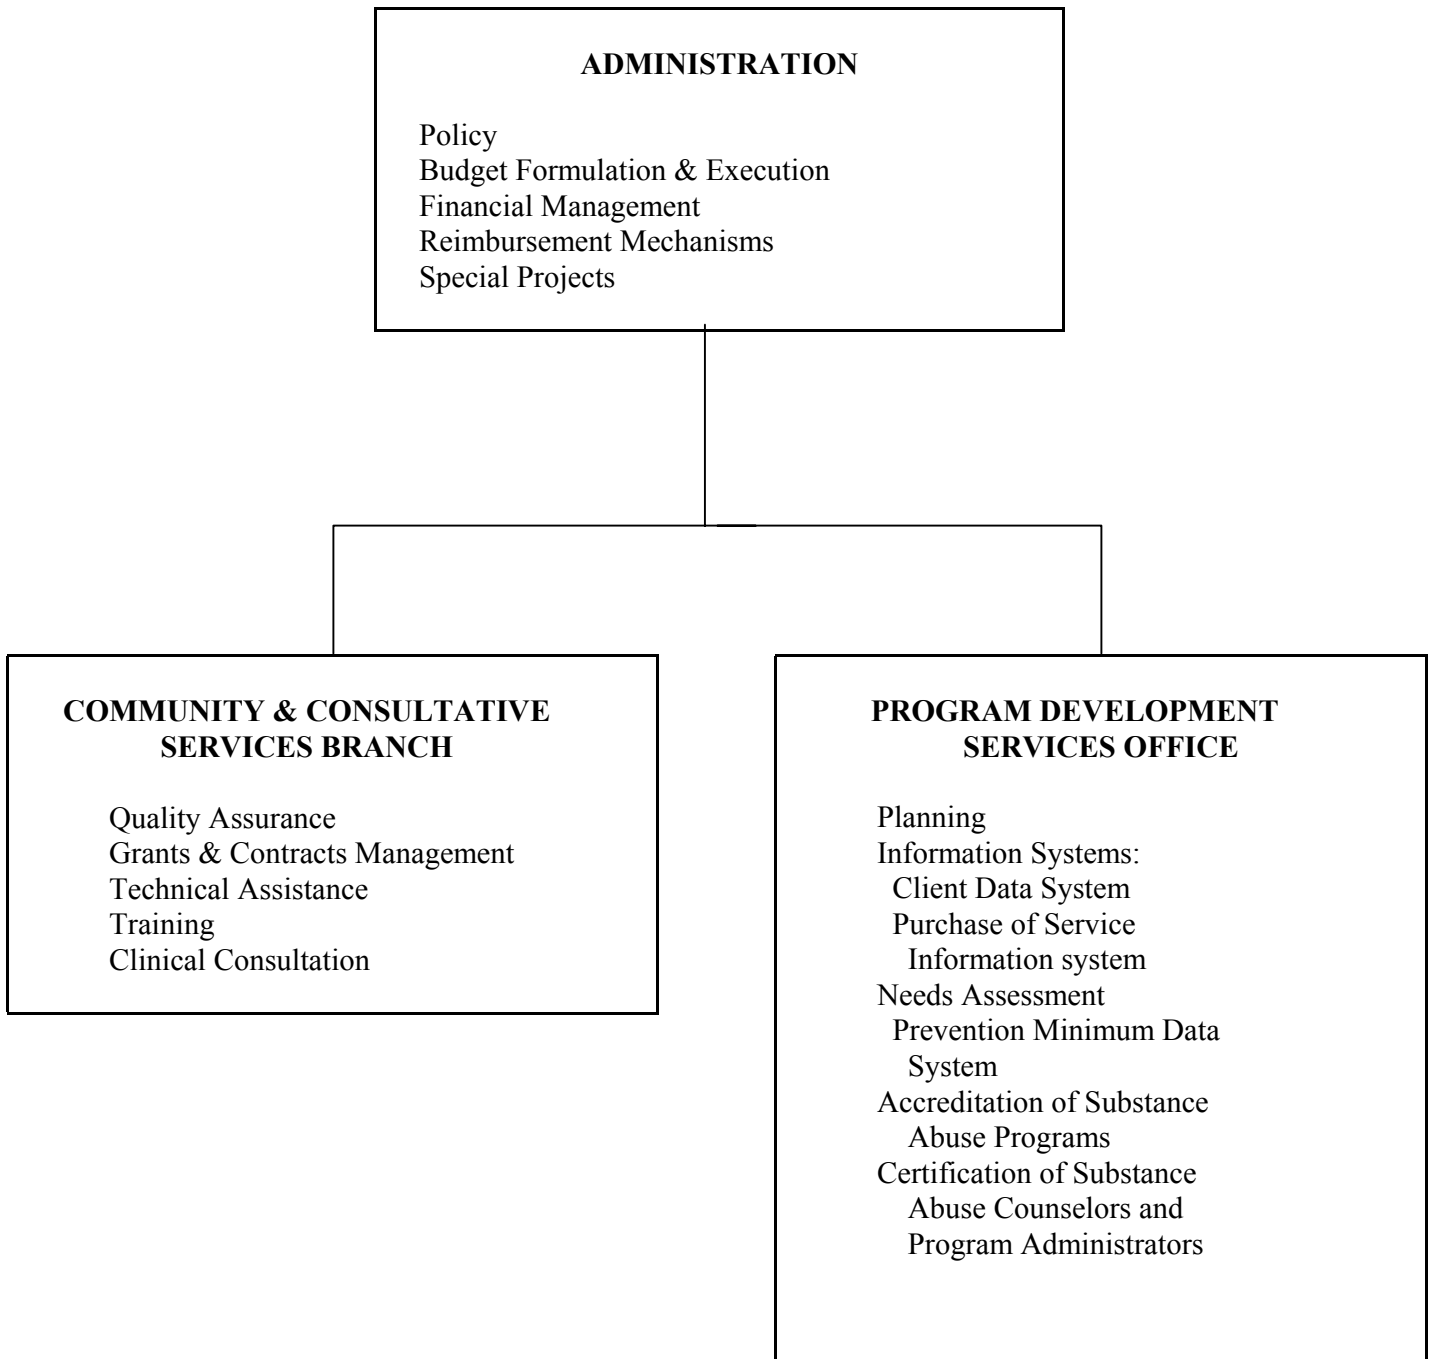 ADMINISTRATION
Policy
Budget Formulation & Execution
Financial Management
Reimbursement Mechanisms
Special Projects
COMMUNITY & CONSULTATIVE
SERVICES BRANCH
Quality Assurance
Grants & Contracts Management
Technical Assistance
Training
Clinical Consultation
PROGRAM DEVELOPMENT
SERVICES OFFICE
Planning
Information Systems:
Client Data System
Purchase of Service
Information system
Needs Assessment
Prevention Minimum Data
System
Accreditation of Substance
Abuse Programs
Certification of Substance
Abuse Counselors and
Program Administrators